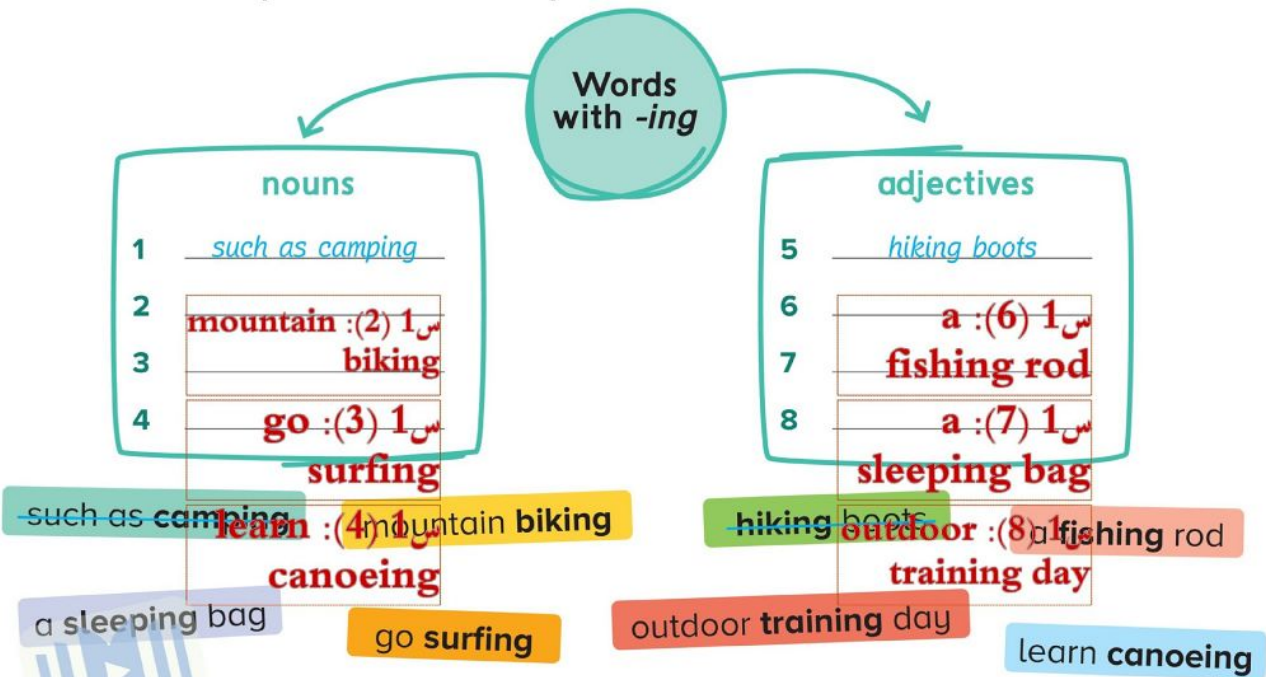 Words
with -ing
nouns
1 such as camping
2
3
4
س1 (2): mountain
biking
س1 (3): go
surfing
س1 (4): learn
canoeing
adjectives
5 hiking boots
6
7
8
س1 (6): a
fishing rod
س1 (7): a
sleeping bag
س1 (8): outdoor
training day
such as camping
mountain biking
hiking boots
a fishing rod
a sleeping bag
go surfing
outdoor training day
learn canoeing